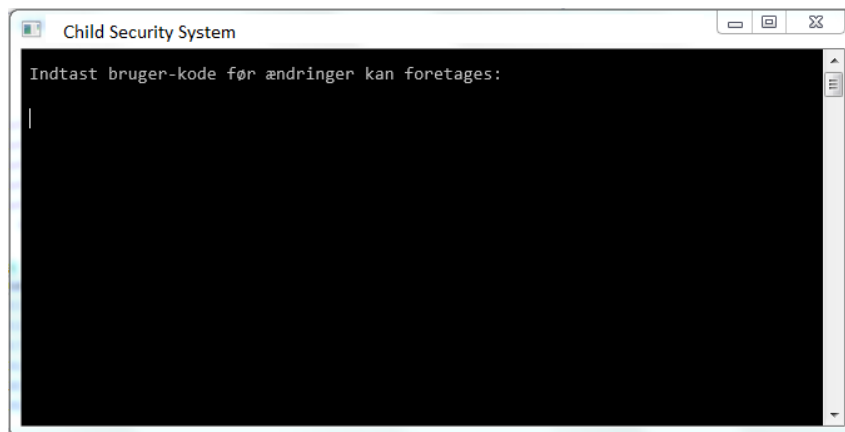 Child Security System
Indtast bruger-kode før ændringer kan foretages: